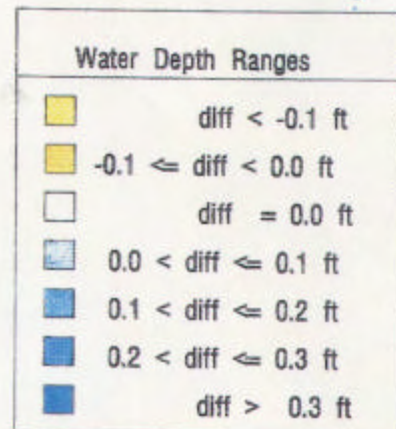 Water Depth Ranges
diff < -0.1 ft
-0.1 <= diff < 0.0 ft
diff = 0.0 ft
0.0 < diff <= 0.1 ft
0.1 < diff <= 0.2 ft
0.2 < diff <= 0.3 ft
diff > 0.3 ft